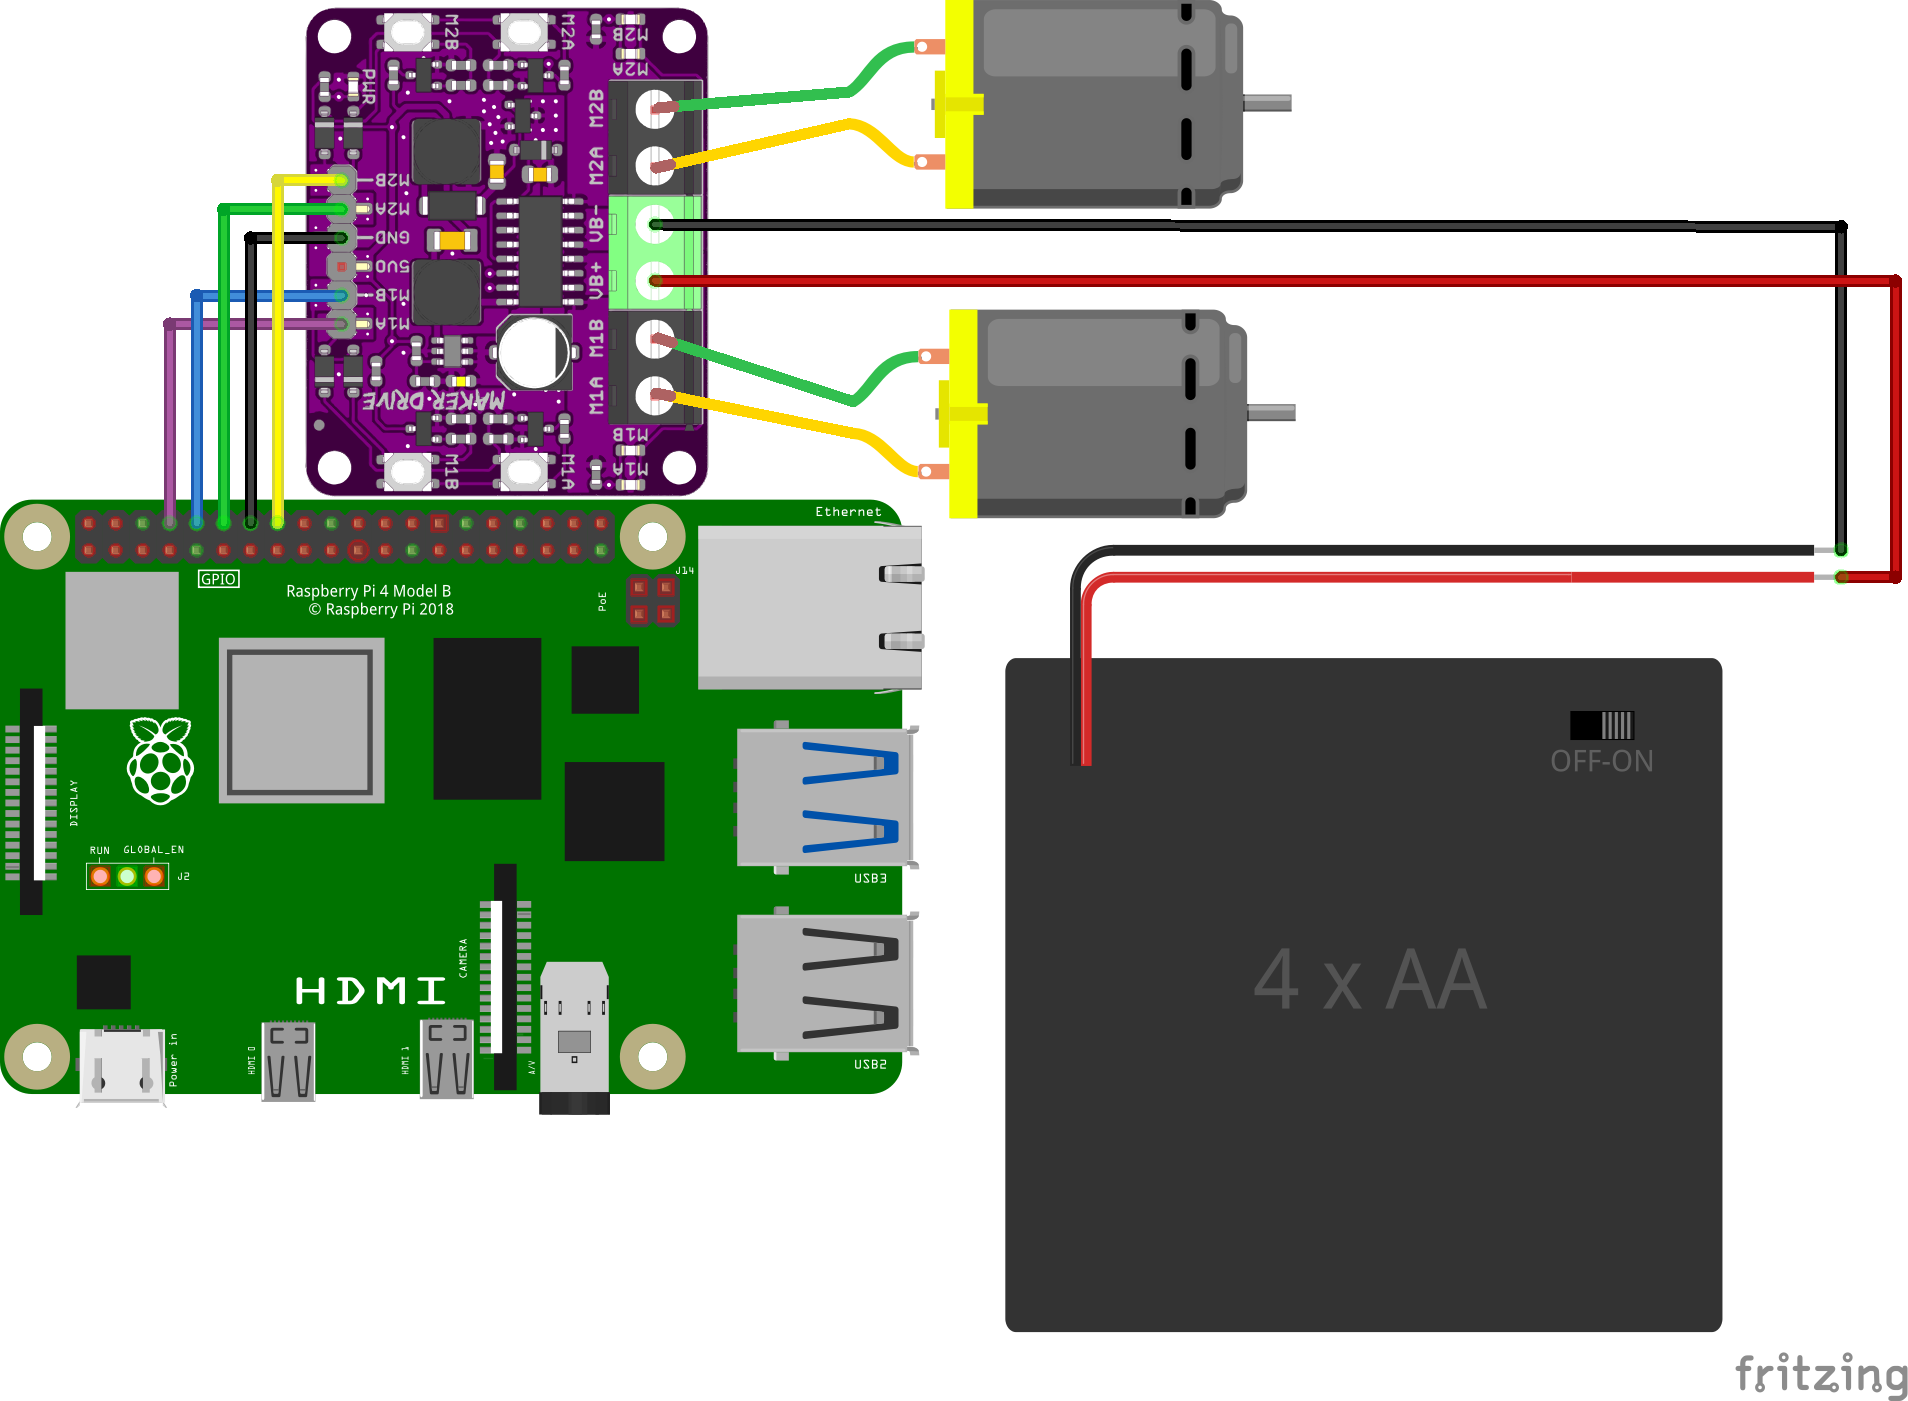 M2B
M2A
M2B
M2A
PWR
M2B
M2A
M2B
M2A
GND
5VO
M1B
M1A
VB-
VB+
M1B
M1A
MAKER DRIVE
M1B
M1A
M1B
M1A
Ethernet
GPIO
Raspberry Pi 4 Model B
© Raspberry Pi 2018
J14
PoE
OFF-ON
DISPLAY
RUN
GLOBAL_EN
J2
USB3
CAMERA
HDMI
4 x AA
Power in
HDMI 0
HDMI 1
A/V
USB2
fritzing